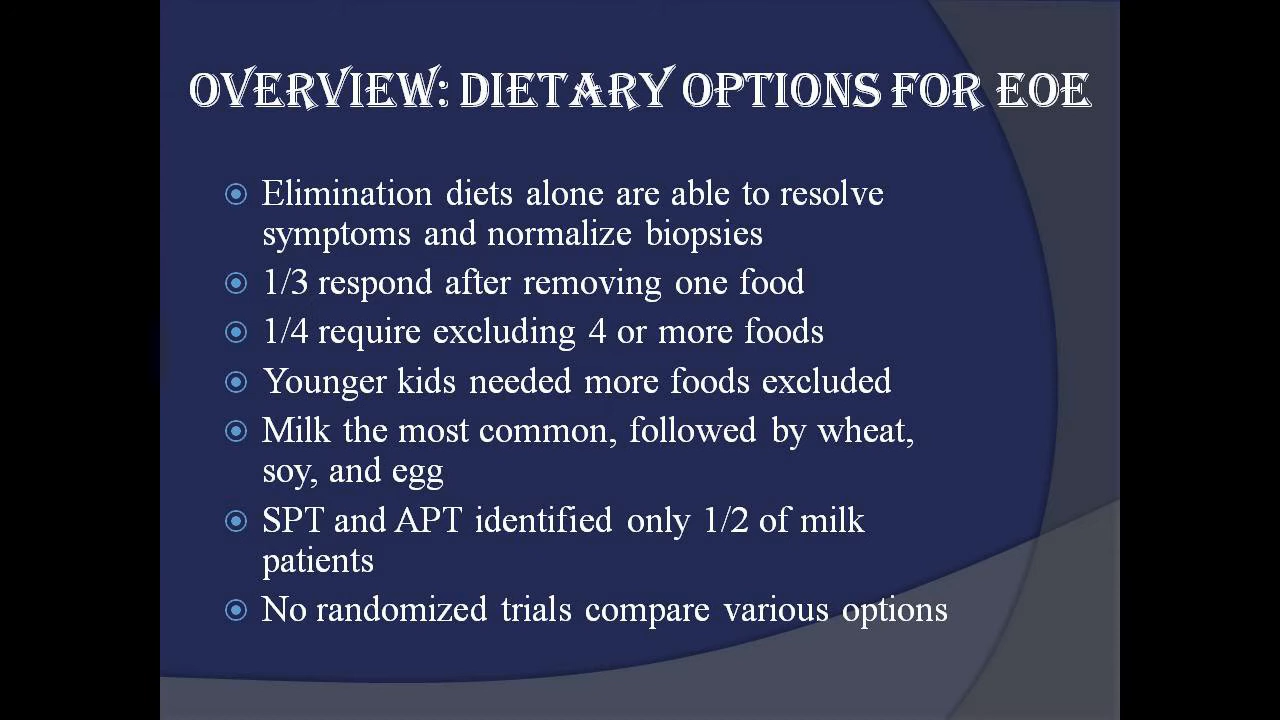 OVERVIEW: DIETARY OPTIONS FOR EOE
Elimination diets alone are able to resolve
symptoms and normalize biopsies
1/3 respond after removing one food
1/4 require excluding 4 or more foods
Younger kids needed more foods excluded
Milk the most common, followed by wheat,
soy, and egg
SPT and APT identified only 1/2 of milk
patients
No randomized trials compare various options